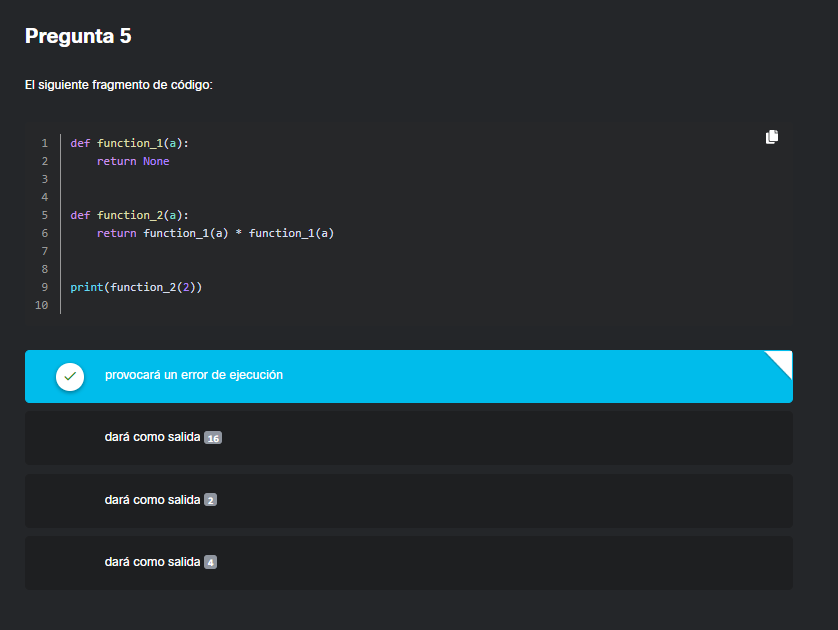 Pregunta 5
El siguiente fragmento de código:
1 def function_1(a):
2     return None
3
4
5 def function_2(a):
6     return function_1(a) * function_1(a)
7
8
9 print(function_2(2))
10
provocará un error de ejecución
dará como salida 16
dará como salida 2
dará como salida 4